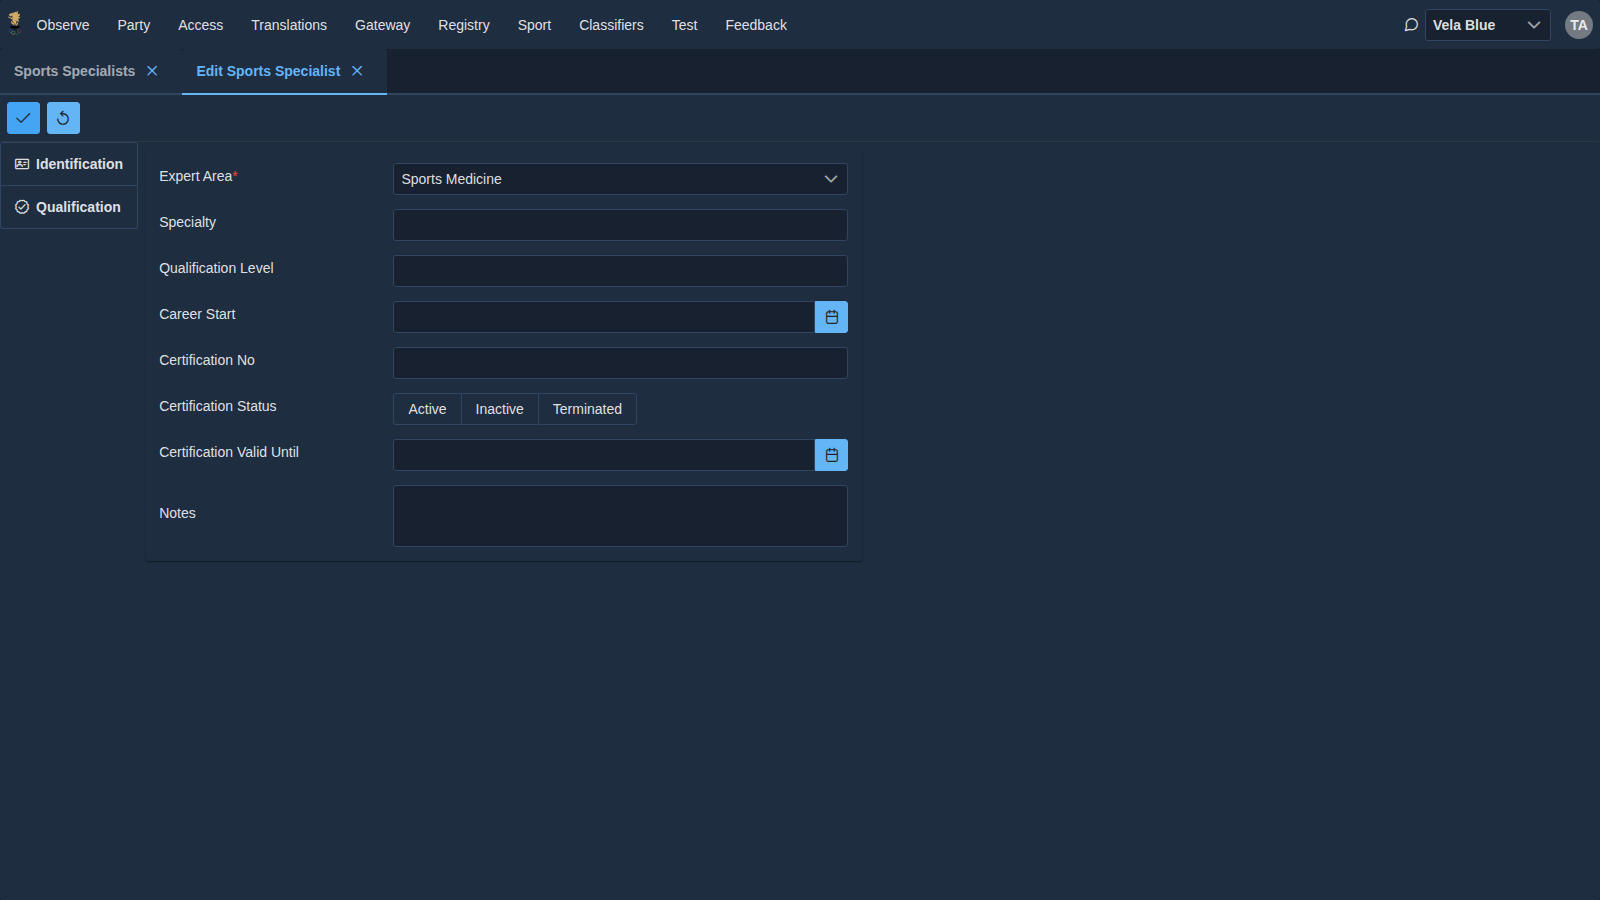 Observe Party Access Translations Gateway Registry Sport Classifiers Test Feedback Vela Blue TA
Sports Specialists Edit Sports Specialist
Identification
Qualification
Expert Area* Sports Medicine
Specialty
Qualification Level
Career Start
Certification No
Certification Status Active Inactive Terminated
Certification Valid Until
Notes